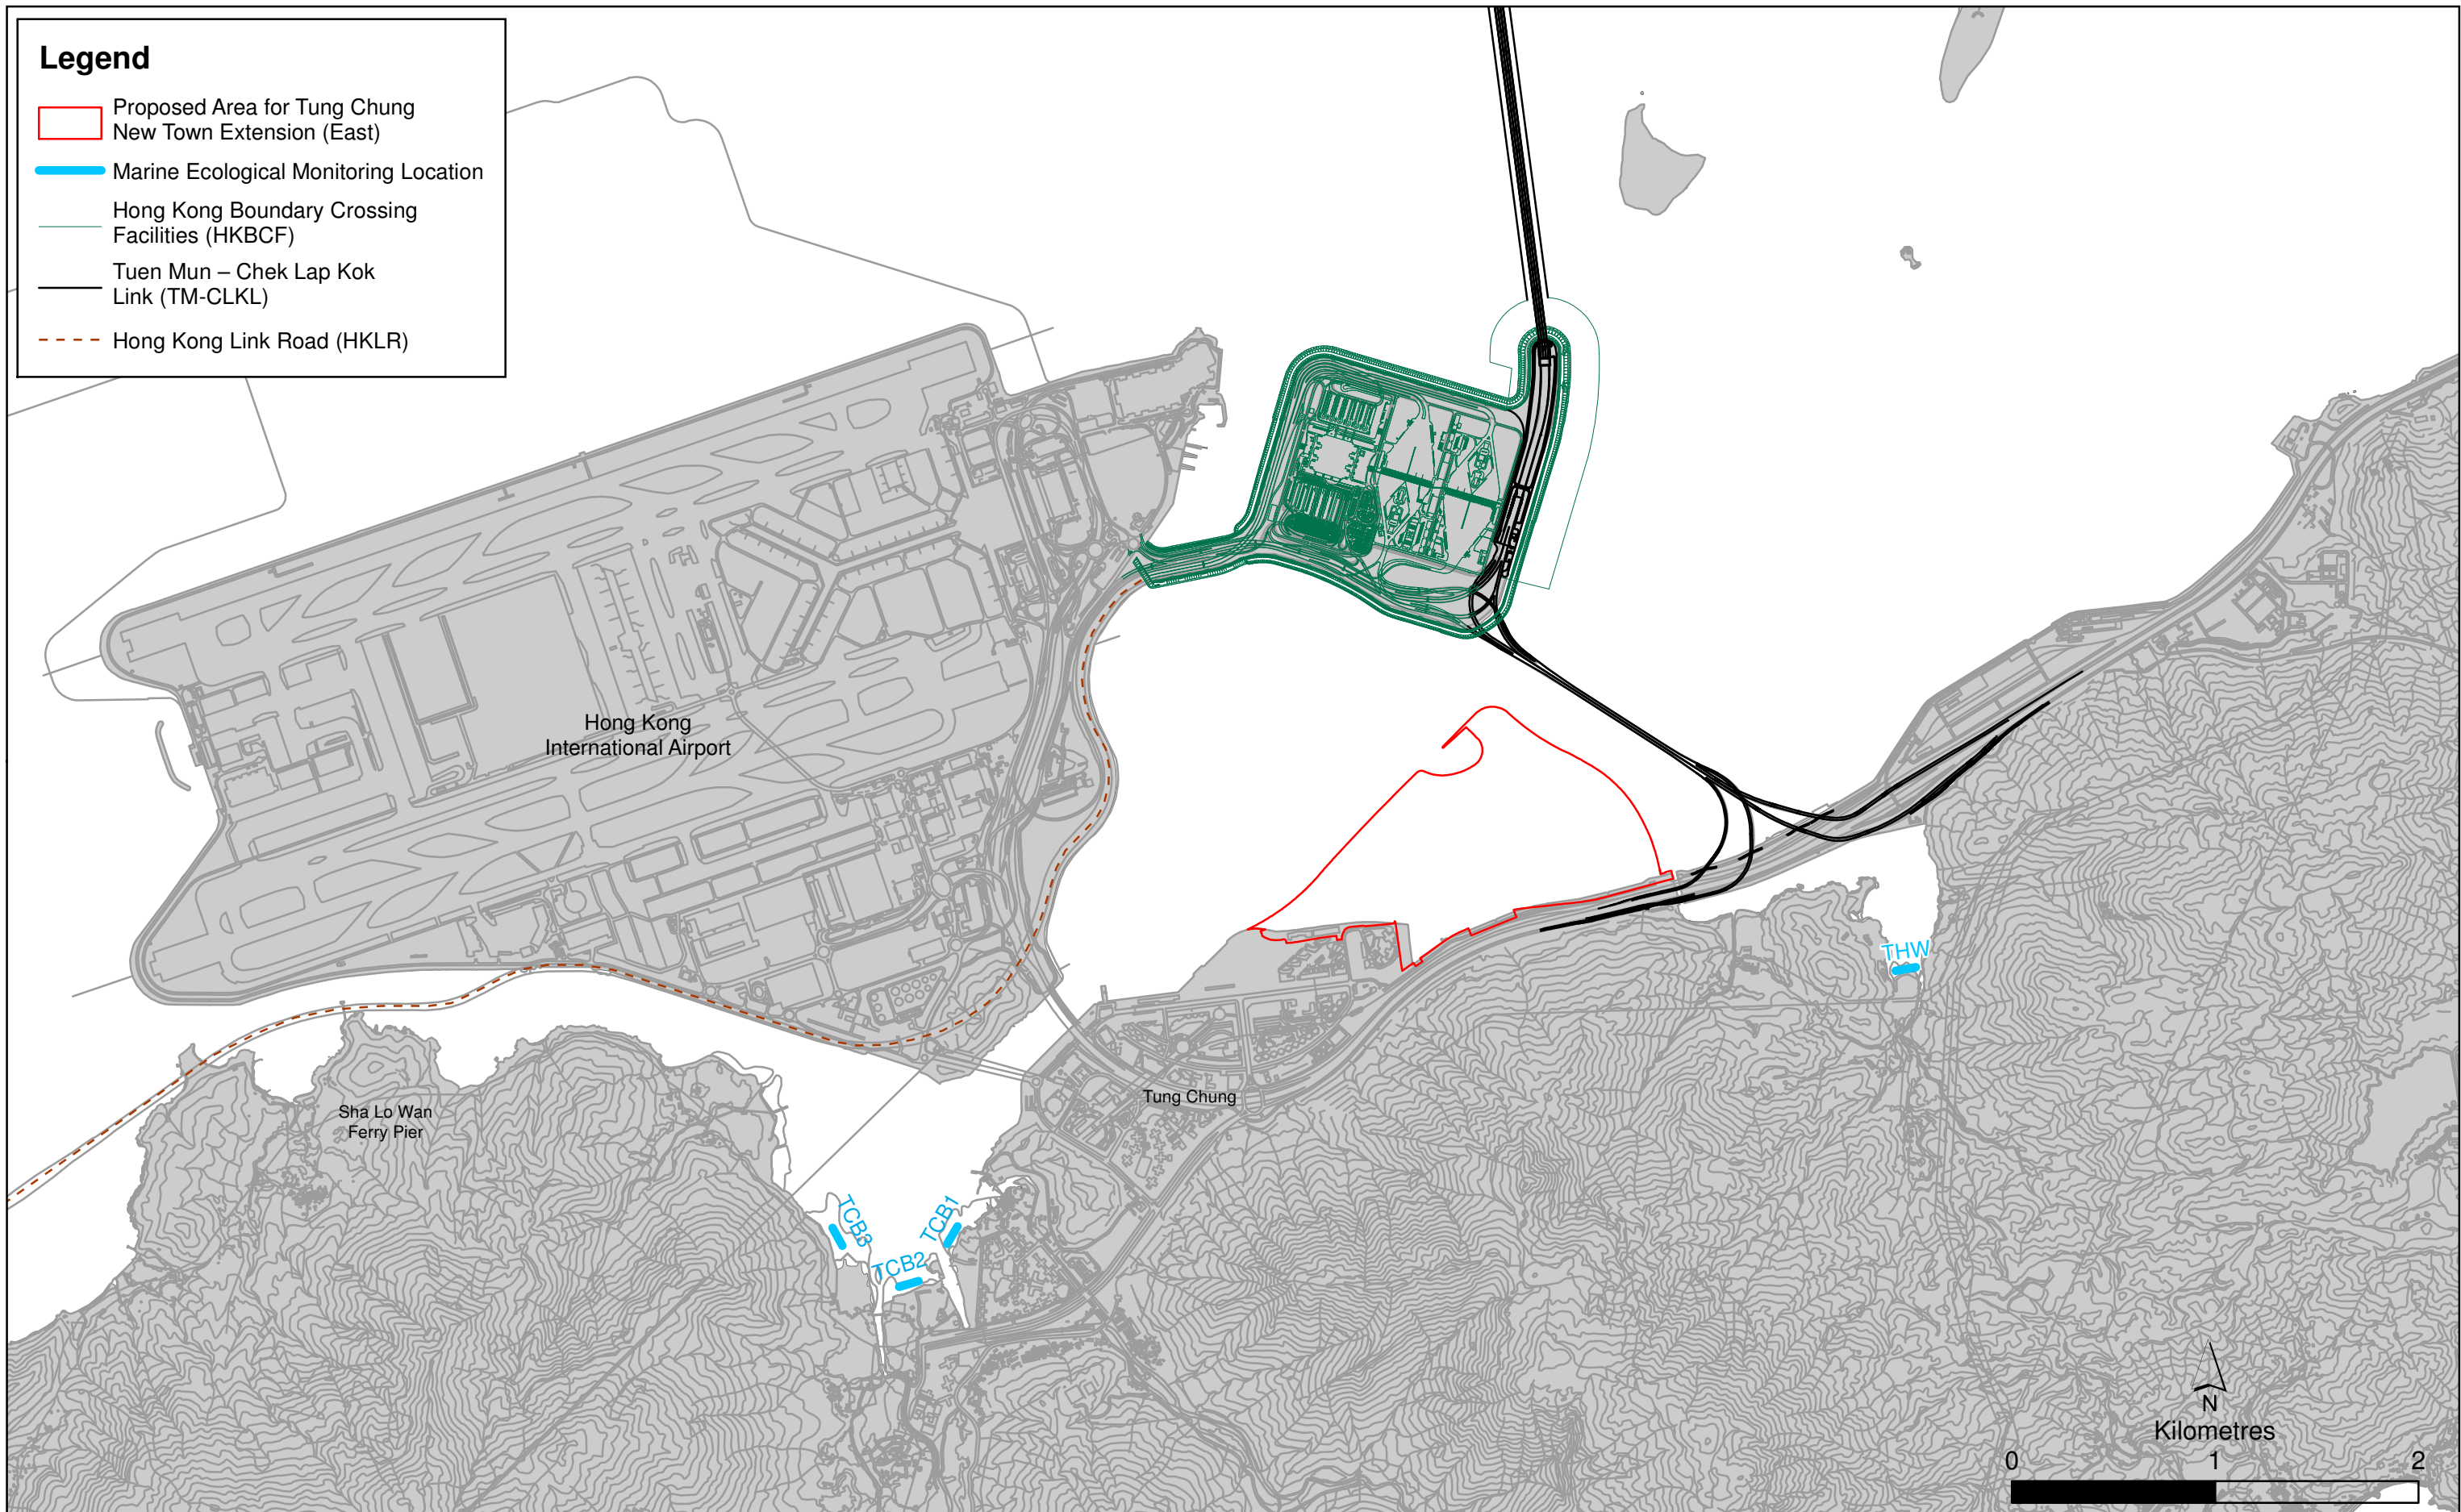 Legend
Proposed Area for Tung Chung
New Town Extension (East)
Marine Ecological Monitoring Location
Hong Kong Boundary Crossing
Facilities (HKBCF)
Tuen Mun – Chek Lap Kok
Link (TM-CLKL)
Hong Kong Link Road (HKLR)
Hong Kong
International Airport
THW
Tung Chung
Sha Lo Wan
Ferry Pier
TCB3
TCB1
TCB2
N
Kilometres
0 1 2